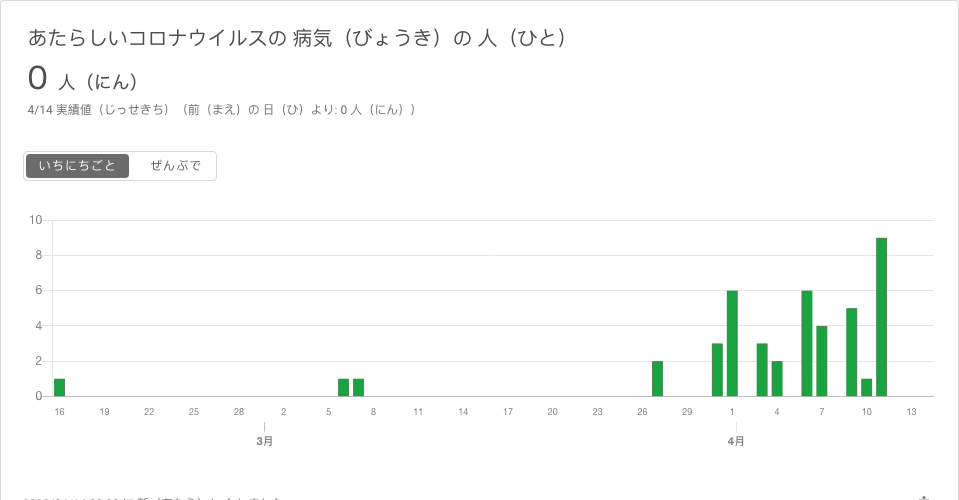 あたらしいコロナウイルスの 病気（びょうき）の 人（ひと）
0 人（にん）
4/14 実績値（じっせきち）（前（まえ）の 日（ひ）より: 0 人（にん））
いちにちごと ぜんぶで
10
8
6
4
2
0
16 19 22 25 28 2 5 8 11 14 17 20 23 26 29 1 4 7 10 13
3月 4月